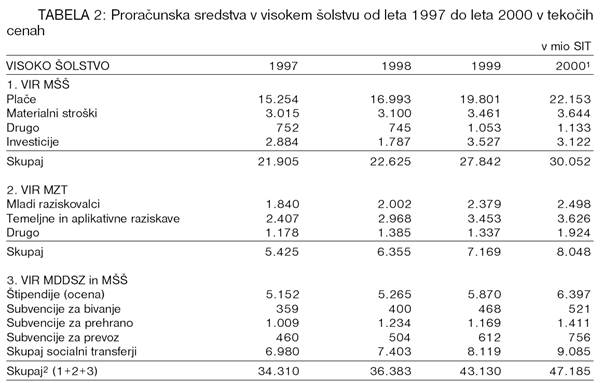 TABELA 2: Proračunska sredstva v visokem šolstvu od leta 1997 do leta 2000 v tekočih
cenah
v mio SIT
VISOKO ŠOLSTVO 1997 1998 1999 2000¹
1. VIR MŠŠ
Plače 15.254 16.993 19.801 22.153
Materialni stroški 3.015 3.100 3.461 3.644
Drugo 752 745 1.053 1.133
Investicije 2.884 1.787 3.527 3.122
Skupaj 21.905 22.625 27.842 30.052
2. VIR MZT
Mladi raziskovalci 1.840 2.002 2.379 2.498
Temeljne in aplikativne raziskave 2.407 2.968 3.453 3.626
Drugo 1.178 1.385 1.337 1.924
Skupaj 5.425 6.355 7.169 8.048
3. VIR MDDSZ in MŠŠ
Štipendije (ocena) 5.152 5.265 5.870 6.397
Subvencije za bivanje 359 400 468 521
Subvencije za prehrano 1.009 1.234 1.169 1.411
Subvencije za prevoz 460 504 612 756
Skupaj socialni transferji 6.980 7.403 8.119 9.085
Skupaj² (1+2+3) 34.310 36.383 43.130 47.185